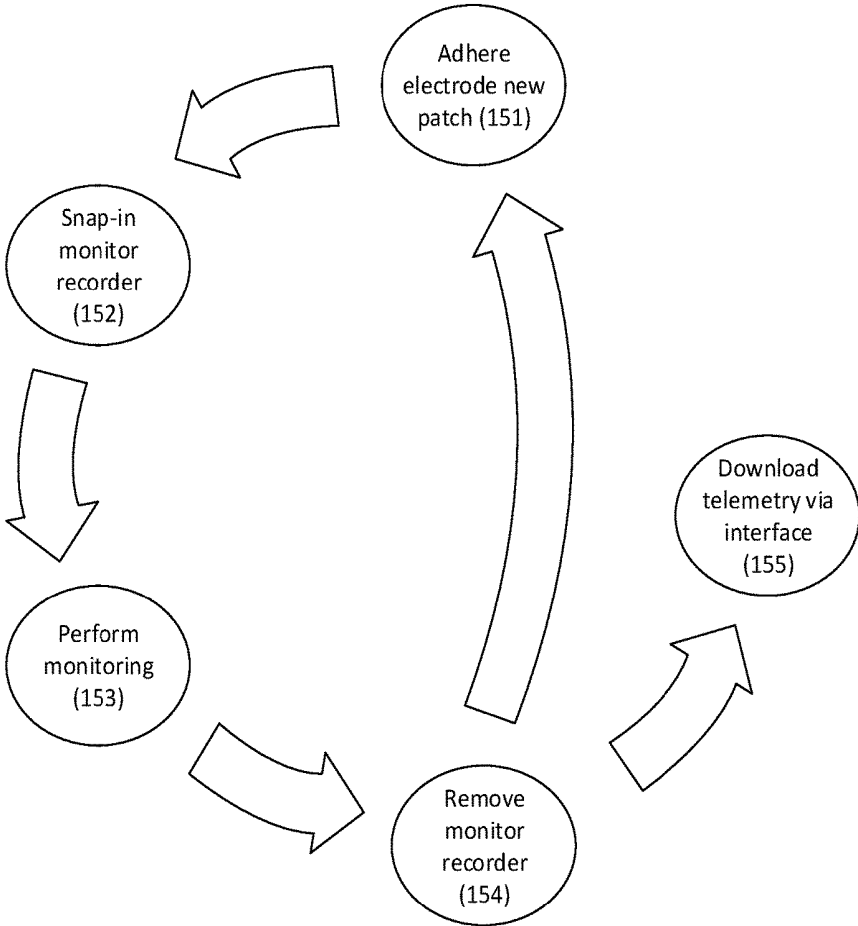 Adhere
electrode new
patch (151)
Snap-in
monitor
recorder
(152)
Perform
monitoring
(153)
Remove
monitor
recorder
(154)
Download
telemetry via
interface
(155)